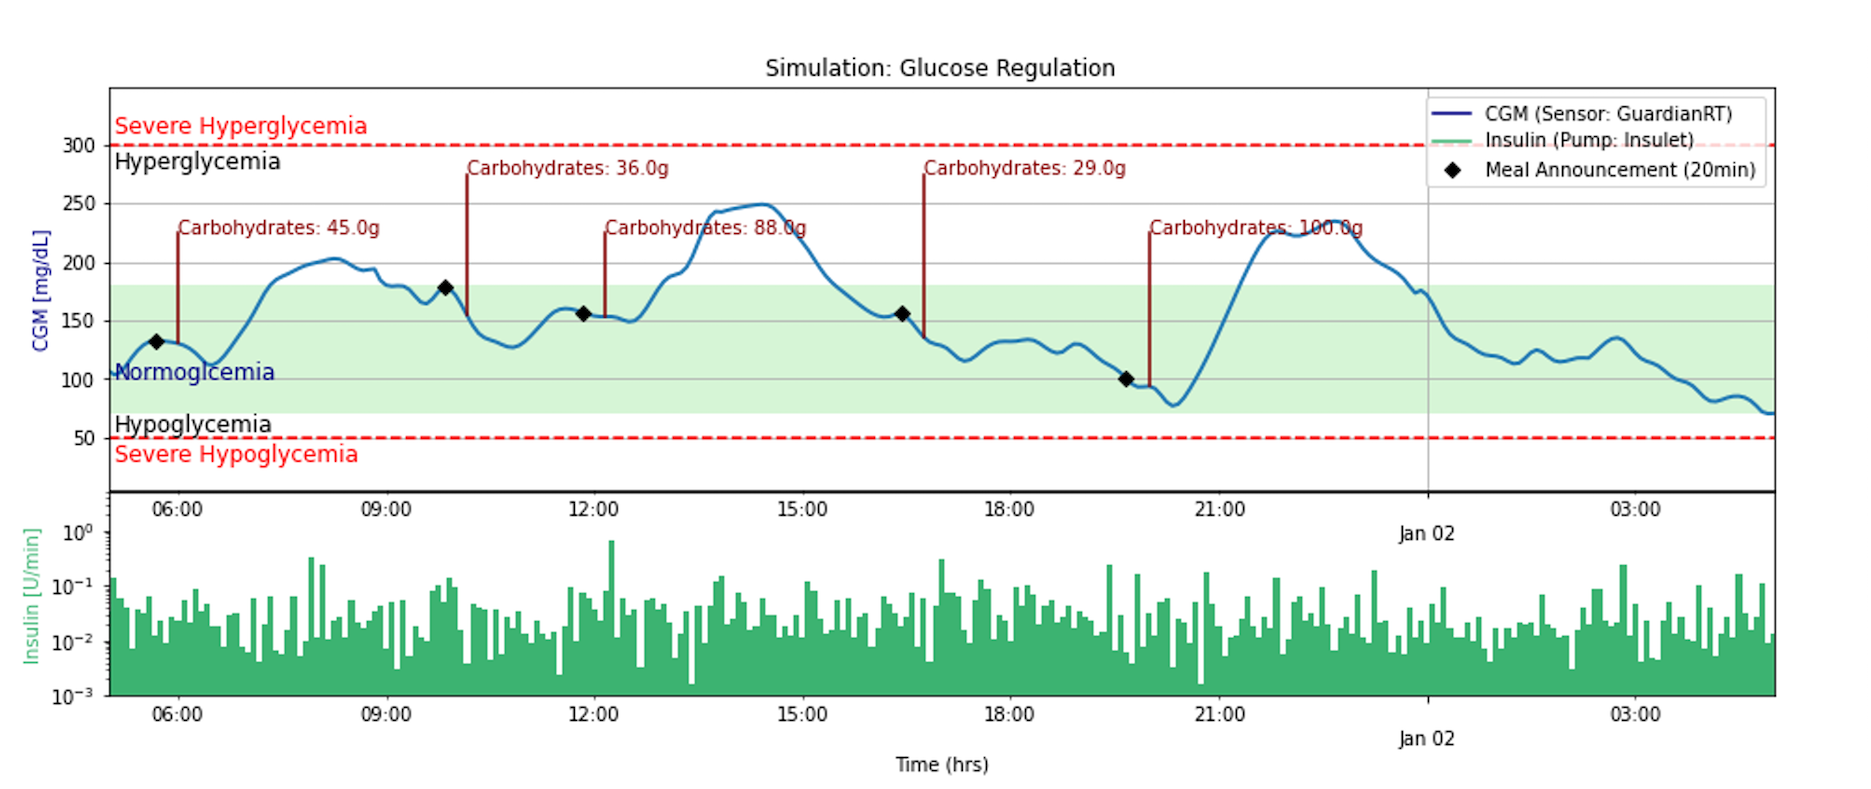 Simulation: Glucose Regulation
Severe Hyperglycemia
Hyperglycemia
Normoglcemia
Hypoglycemia
Severe Hypoglycemia
Carbohydrates: 45.0g
Carbohydrates: 36.0g
Carbohydrates: 88.0g
Carbohydrates: 29.0g
Carbohydrates: 100.0g
CGM (Sensor: GuardianRT)
Insulin (Pump: Insulet)
Meal Announcement (20min)
CGM [mg/dL]
300
250
200
150
100
50
06:00 09:00 12:00 15:00 18:00 21:00 03:00
Jan 02
Insulin [U/min]
10⁰
10⁻¹
10⁻²
10⁻³
06:00 09:00 12:00 15:00 18:00 21:00 03:00
Jan 02
Time (hrs)